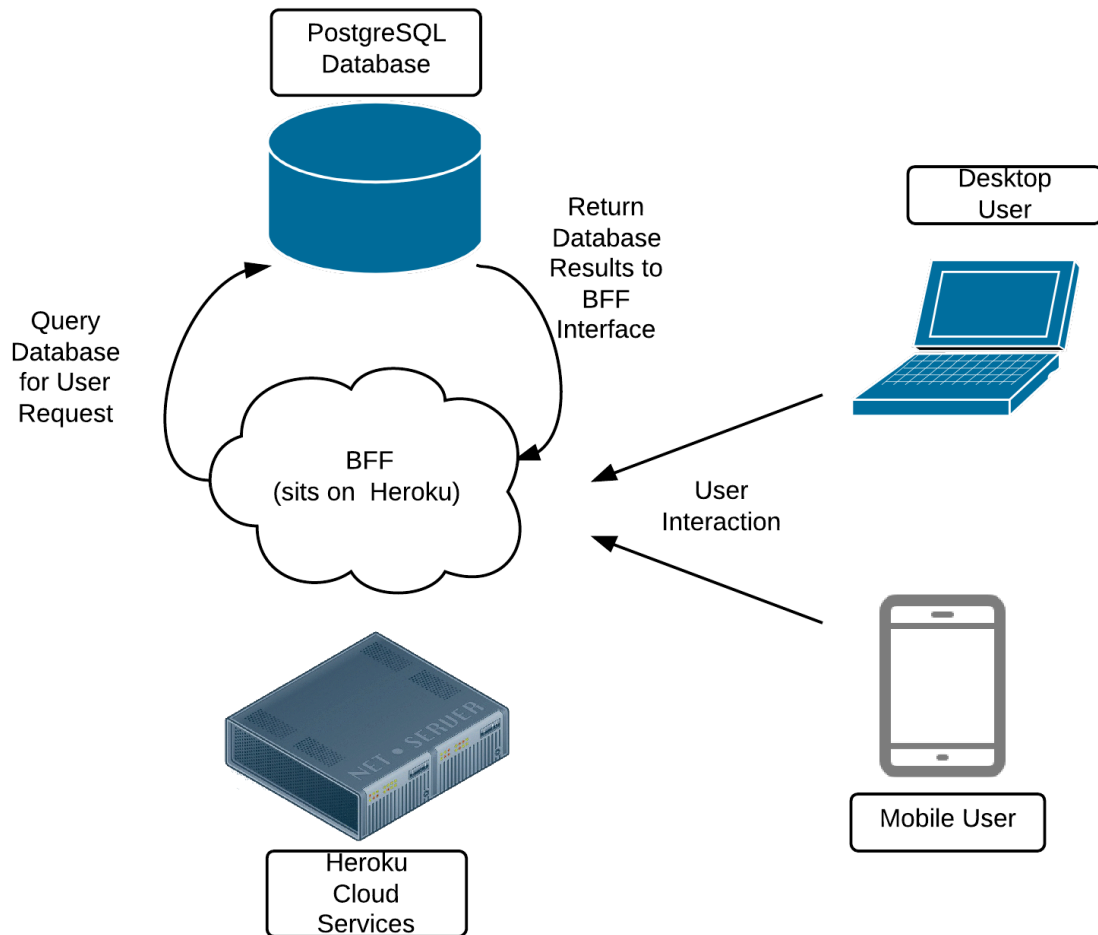 PostgreSQL
Database
Desktop
User
Return
Database
Results to
BFF
Interface
Query
Database
for User
Request
BFF
(sits on  Heroku)
User
Interaction
NET • SERVER
Mobile User
Heroku
Cloud
Services